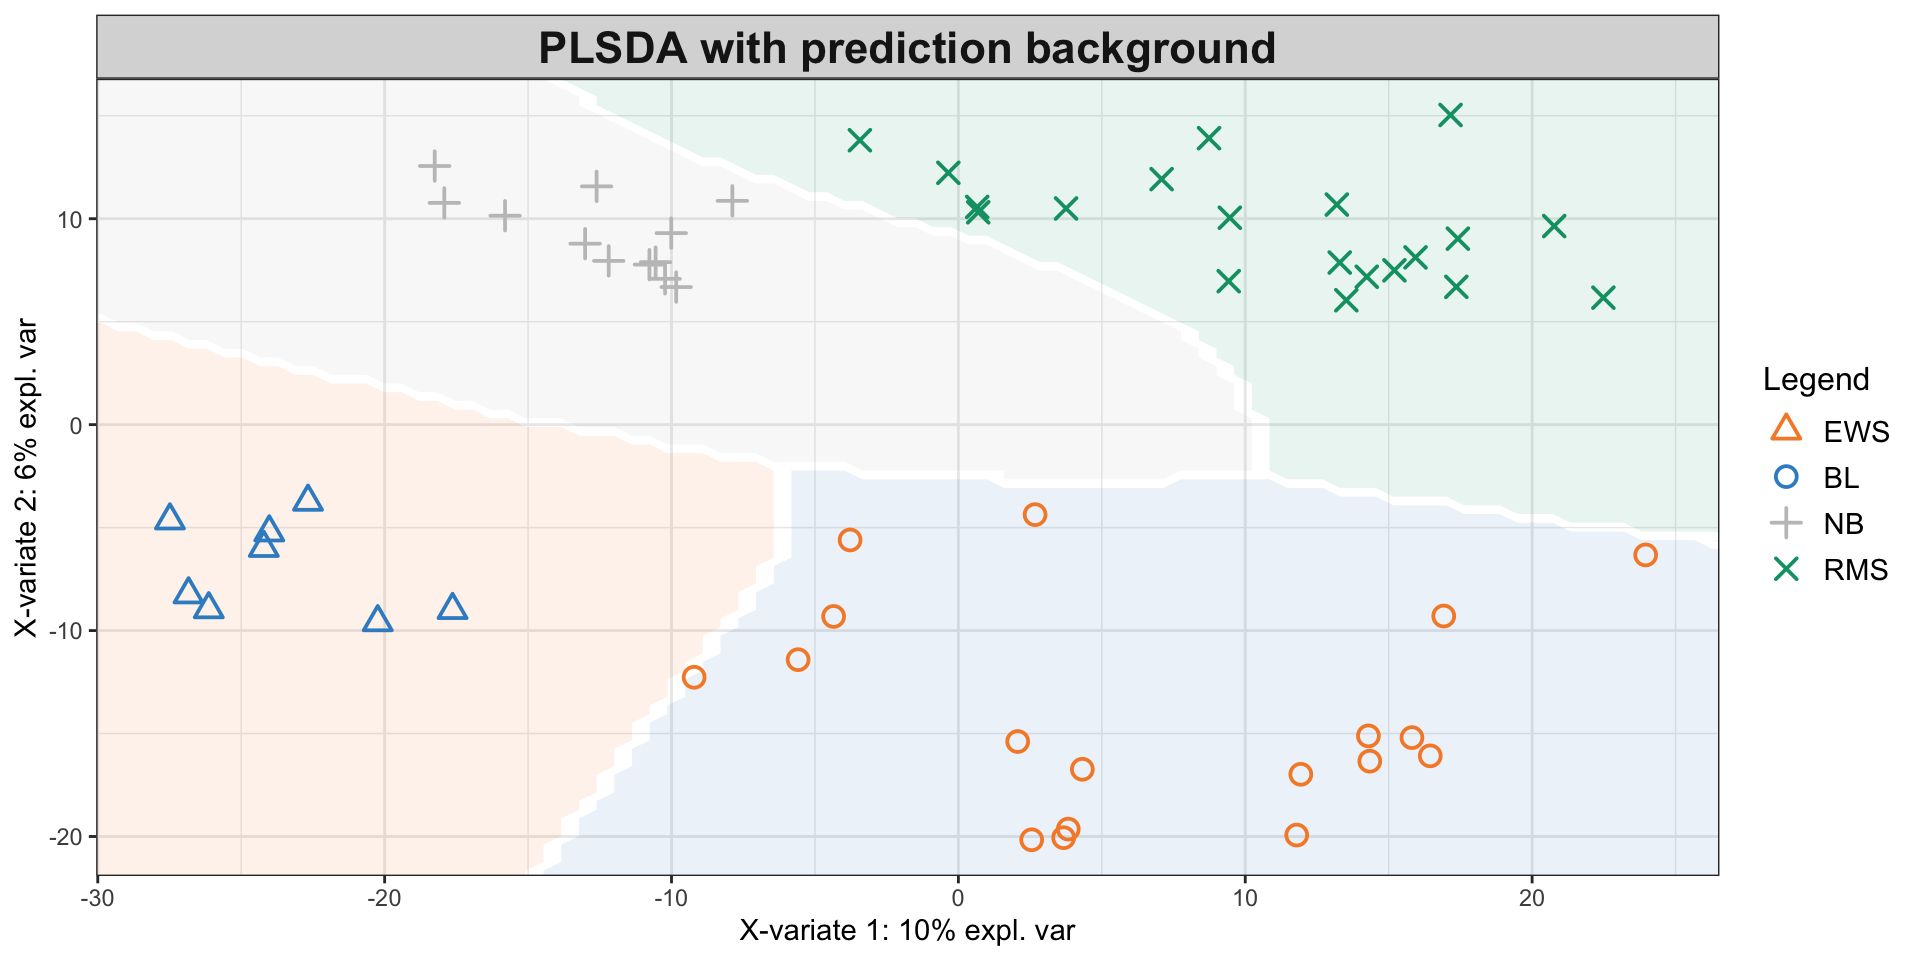 PLSDA with prediction background
X-variate 2: 6% expl. var
10
0
-10
-20
-30
-20
-10
0
10
20
X-variate 1: 10% expl. var
Legend
EWS
BL
NB
RMS